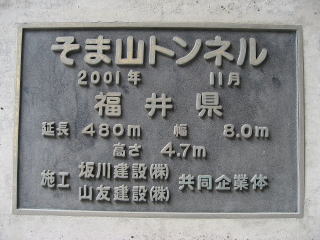 そま山トンネル
2001年 11月
福井県
延長 480m 幅 8.0m
高さ 4.7m
施工 坂川建設㈱ 共同企業体
山友建設㈱